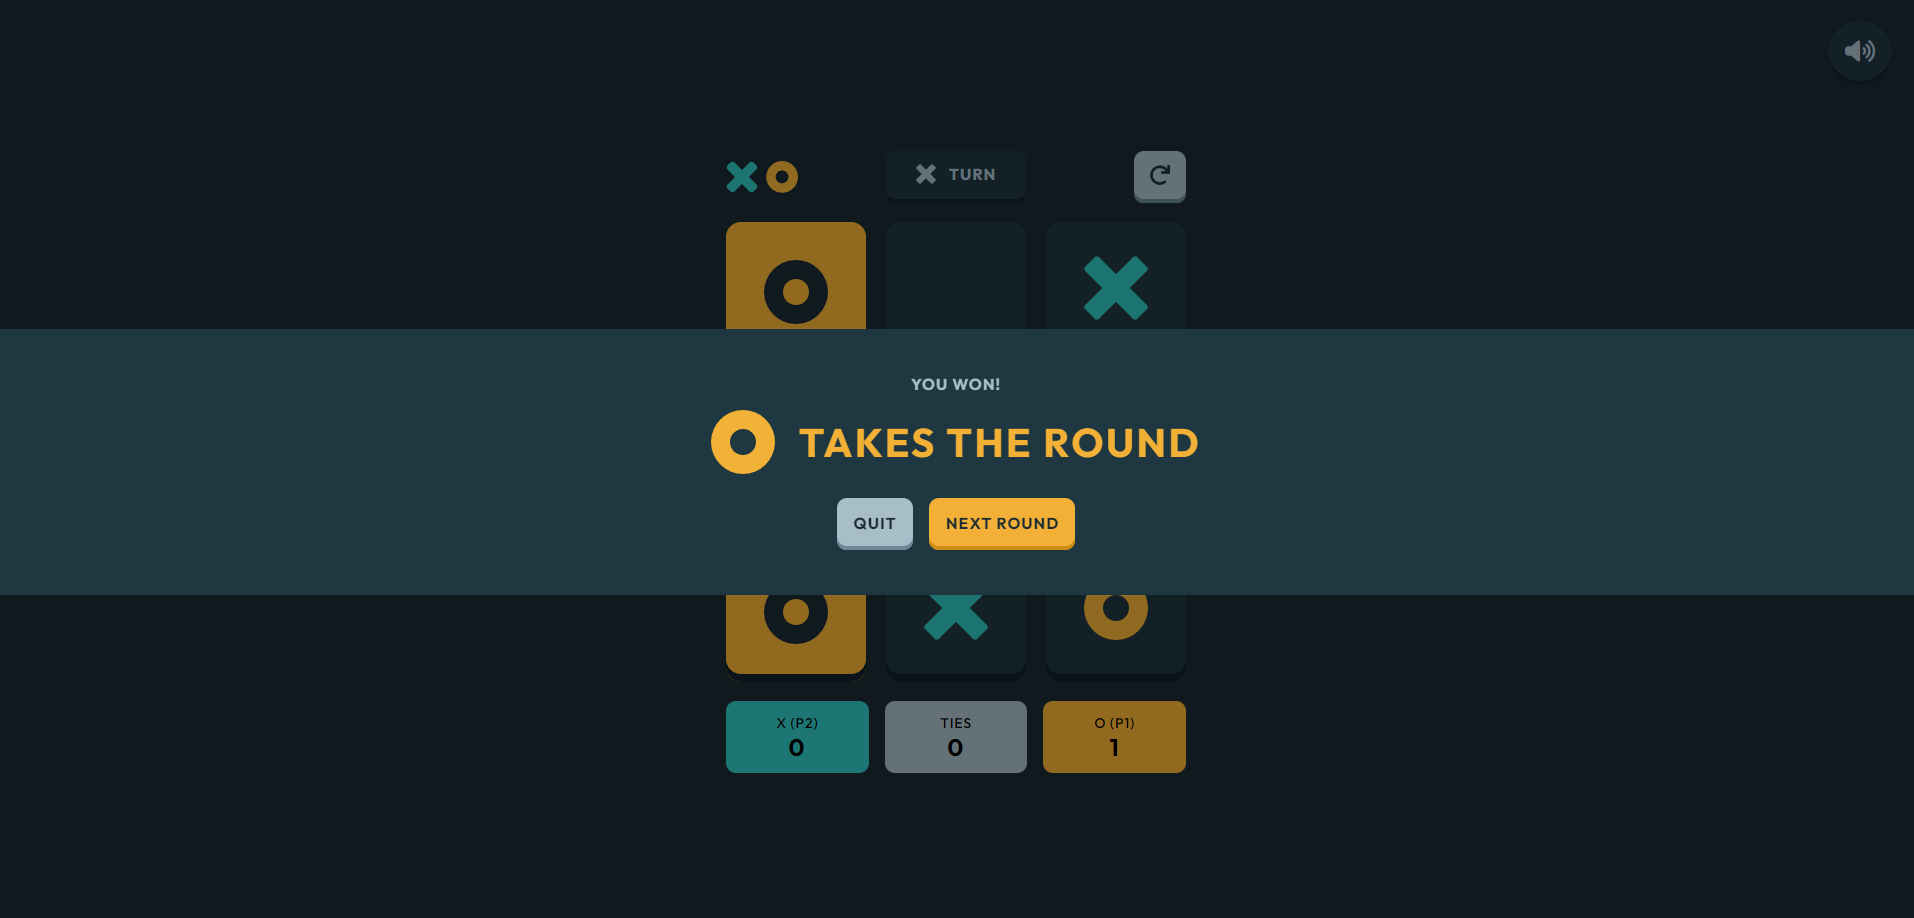 TURN
YOU WON!
TAKES THE ROUND
QUIT
NEXT ROUND
X (P2)
0
TIES
0
O (P1)
1